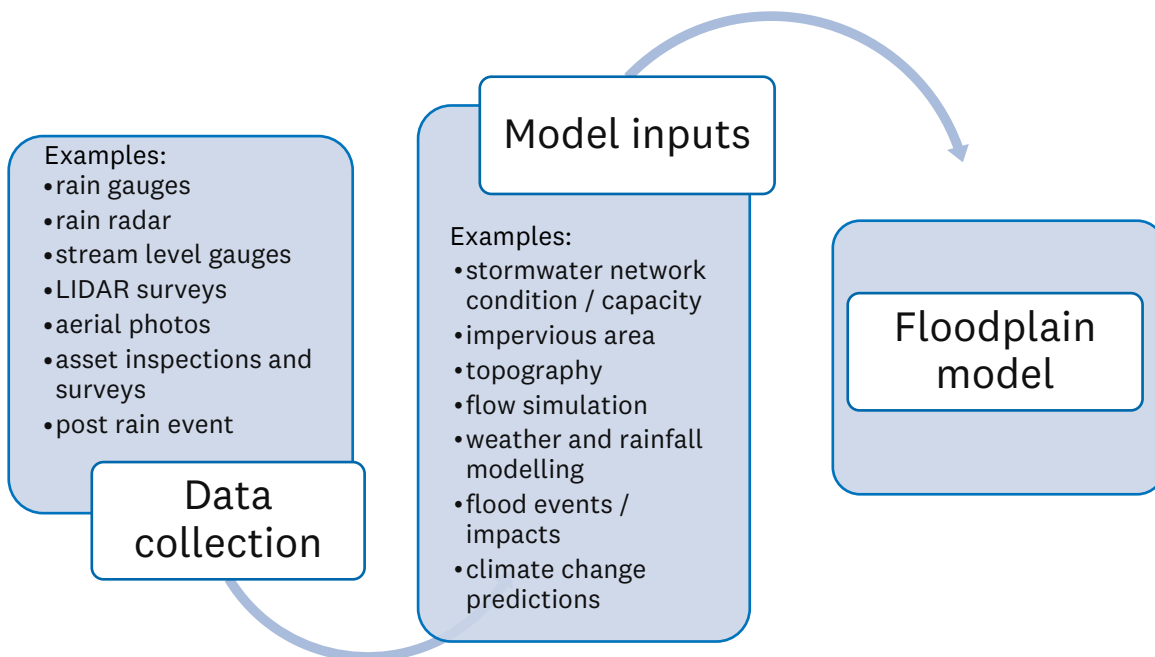 Examples:
•rain gauges
•rain radar
•stream level gauges
•LIDAR surveys
•aerial photos
•asset inspections and
surveys
•post rain event
Data
collection
Model inputs
Examples:
•stormwater network
condition / capacity
•impervious area
•topography
•flow simulation
•weather and rainfall
modelling
•flood events /
impacts
•climate change
predictions
Floodplain
model